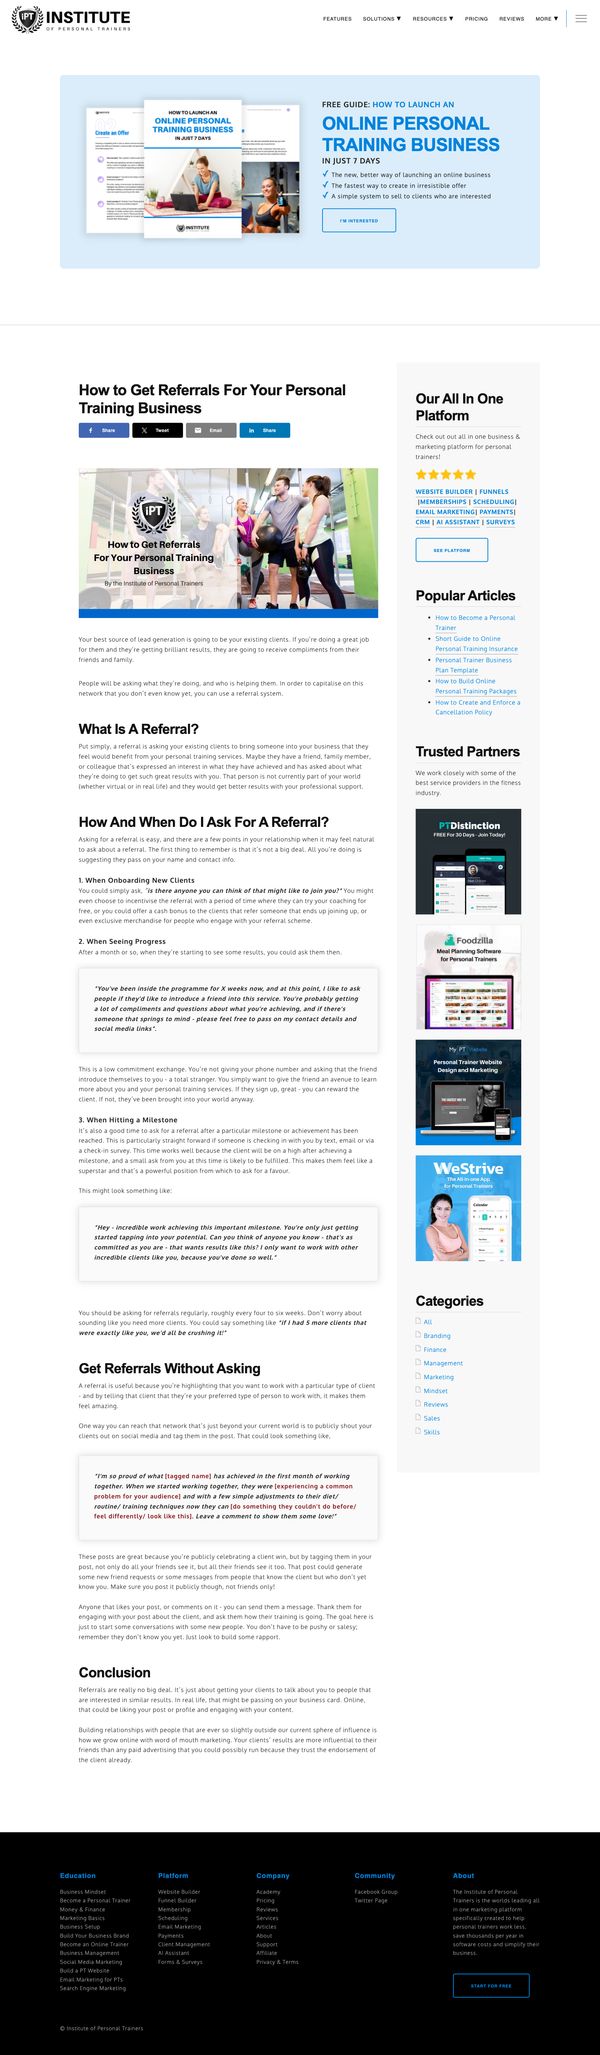 IPT INSTITUTE
OF PERSONAL TRAINERS
FEATURES SOLUTIONS ▼ RESOURCES ▼ PRICING REVIEWS MORE ▼
Create an Offer
HOW TO LAUNCH AN
ONLINE PERSONAL
TRAINING BUSINESS
IN JUST 7 DAYS
INSTITUTE
FREE GUIDE: HOW TO LAUNCH AN
ONLINE PERSONAL
TRAINING BUSINESS
IN JUST 7 DAYS
✓ The new, better way of launching an online business
✓ The fastest way to create in irresistible offer
✓ A simple system to sell to clients who are interested
I'M INTERESTED
How to Get Referrals For Your Personal
Training Business
Share Tweet Email Share
IPT
How to Get Referrals
For Your Personal Training
Business
By the Institute of Personal Trainers
Your best source of lead generation is going to be your existing clients. If you're doing a great job
for them and they're getting brilliant results, they are going to receive compliments from their
friends and family.
People will be asking what they're doing, and who is helping them. In order to capitalise on this
network that you don't even know yet, you can use a referral system.
What Is A Referral?
Put simply, a referral is asking your existing clients to bring someone into your business that they
feel would benefit from your personal training services. Maybe they have a friend, family member,
or colleague that's expressed an interest in what they have achieved and has asked about what
they're doing to get such great results with you. That person is not currently part of your world
(whether virtual or in real life) and they would get better results with your professional support.
How And When Do I Ask For A Referral?
Asking for a referral is easy, and there are a few points in your relationship when it may feel natural
to ask about a referral. The first thing to remember is that it's not a big deal. All you're doing is
suggesting they pass on your name and contact info:
1. When Onboarding New Clients
You could simply ask, "is there anyone you can think of that might like to join you?" You might
even choose to incentivise the referral with a period of time where they can try your coaching for
free, or you could offer a cash bonus to the clients that refer someone that ends up joining up, or
even exclusive merchandise for people who engage with your referral scheme.
2. When Seeing Progress
After a month or so, when they're starting to see some results, you could ask them then.
"You've been inside the programme for X weeks now, and at this point, I like to ask
people if they'd like to introduce a friend into this service. You're probably getting
a lot of compliments and questions about what you're achieving, and if there's
someone that springs to mind - please feel free to pass on my contact details and
social media links".
This is a low commitment exchange. You're not giving your phone number and asking that the friend
introduce themselves to you - a total stranger. You simply want to give the friend an avenue to learn
more about you and your personal training services. If they sign up, great - you can reward the
client. If not, they've been brought into your world anyway.
3. When Hitting a Milestone
It's also a good time to ask for a referral after a particular milestone or achievement has been
reached. This is particularly straight forward if someone is checking in with you by text, email or via
a check-in survey. This time works well because the client will be on a high after achieving a
milestone, and a small ask from you at this time is likely to be fulfilled. This makes them feel like a
superstar and that's a powerful position from which to ask for a favour.
This might look something like:
"Hey - incredible work achieving this important milestone. You're only just getting
started tapping into your potential. Can you think of anyone you know - that's as
committed as you are - that wants results like this? I only want to work with other
incredible clients like you, because you've done so well."
You should be asking for referrals regularly, roughly every four to six weeks. Don't worry about
sounding like you need more clients. You could say something like "if I had 5 more clients that
were exactly like you, we'd all be crushing it!"
Get Referrals Without Asking
A referral is useful because you're highlighting that you want to work with a particular type of client
- and by telling that client that they're your preferred type of person to work with, it makes them
feel amazing.
One way you can reach that network that's just beyond your current world is to publicly shout your
clients out on social media and tag them in the post. That could look something like,
"I'm so proud of what [tagged name] has achieved in the first month of working
together. When we started working together, they were [experiencing a common
problem for your audience] and with a few simple adjustments to their diet/
routine/ training techniques now they can [do something they couldn't do before/
feel differently/ look like this]. Leave a comment to show them some love!"
These posts are great because you're publicly celebrating a client win, but by tagging them in your
post, not only do all your friends see it, but all their friends see it too. That post could generate
some new friend requests or some messages from people that know the client but who don't yet
know you. Make sure you post it publicly though, not friends only!
Anyone that likes your post, or comments on it - you can send them a message. Thank them for
engaging with your post about the client, and ask them how their training is going. The goal here is
just to start some conversations with some new people. You don't have to be pushy or salesy;
remember they don't know you yet. Just look to build some rapport.
Conclusion
Referrals are really no big deal. It's just about getting your clients to talk about you to people that
are interested in similar results. In real life, that might be passing on your business card. Online,
that could be liking your post or profile and engaging with your content.
Building relationships with people that are ever so slightly outside our current sphere of influence is
how we grow online with word of mouth marketing. Your clients' results are more influential to their
friends than any paid advertising that you could possibly run because they trust the endorsement of
the client already.
Our All In One
Platform
Check out out all in one business &
marketing platform for personal
trainers!
WEBSITE BUILDER | FUNNELS
|MEMBERSHIPS | SCHEDULING|
EMAIL MARKETING| PAYMENTS|
CRM | AI ASSISTANT | SURVEYS
SEE PLATFORM
Popular Articles
How to Become a Personal
Trainer
Short Guide to Online
Personal Training Insurance
Personal Trainer Business
Plan Template
How to Build Online
Personal Training Packages
How to Create and Enforce a
Cancellation Policy
Trusted Partners
We work closely with some of the
best service providers in the fitness
industry.
PTDistinction
FREE For 30 Days - Join Today!
Foodzilla
Meal Planning Software
for Personal Trainers
My PT Website
Personal Trainer Website
Design and Marketing
WESTRIVE
The All-in-one App
for Personal Trainers
Calendar
Categories
All
Branding
Finance
Management
Marketing
Mindset
Reviews
Sales
Skills
Education
Business Mindset
Become a Personal Trainer
Money & Finance
Marketing Basics
Business Setup
Build Your Business Brand
Become an Online Trainer
Business Management
Social Media Marketing
Build a PT Website
Email Marketing for PTs
Search Engine Marketing
Platform
Website Builder
Funnel Builder
Membership
Scheduling
Email Marketing
Payments
Client Management
AI Assistant
Forms & Surveys
Company
Academy
Pricing
Reviews
Services
Articles
About
Support
Affiliate
Privacy & Terms
Community
Facebook Group
Twitter Page
About
The Institute of Personal
Trainers is the worlds leading all
in one marketing platform
specifically created to help
personal trainers work less,
save thousands per year in
software costs and simplify their
business.
START FOR FREE
© Institute of Personal Trainers